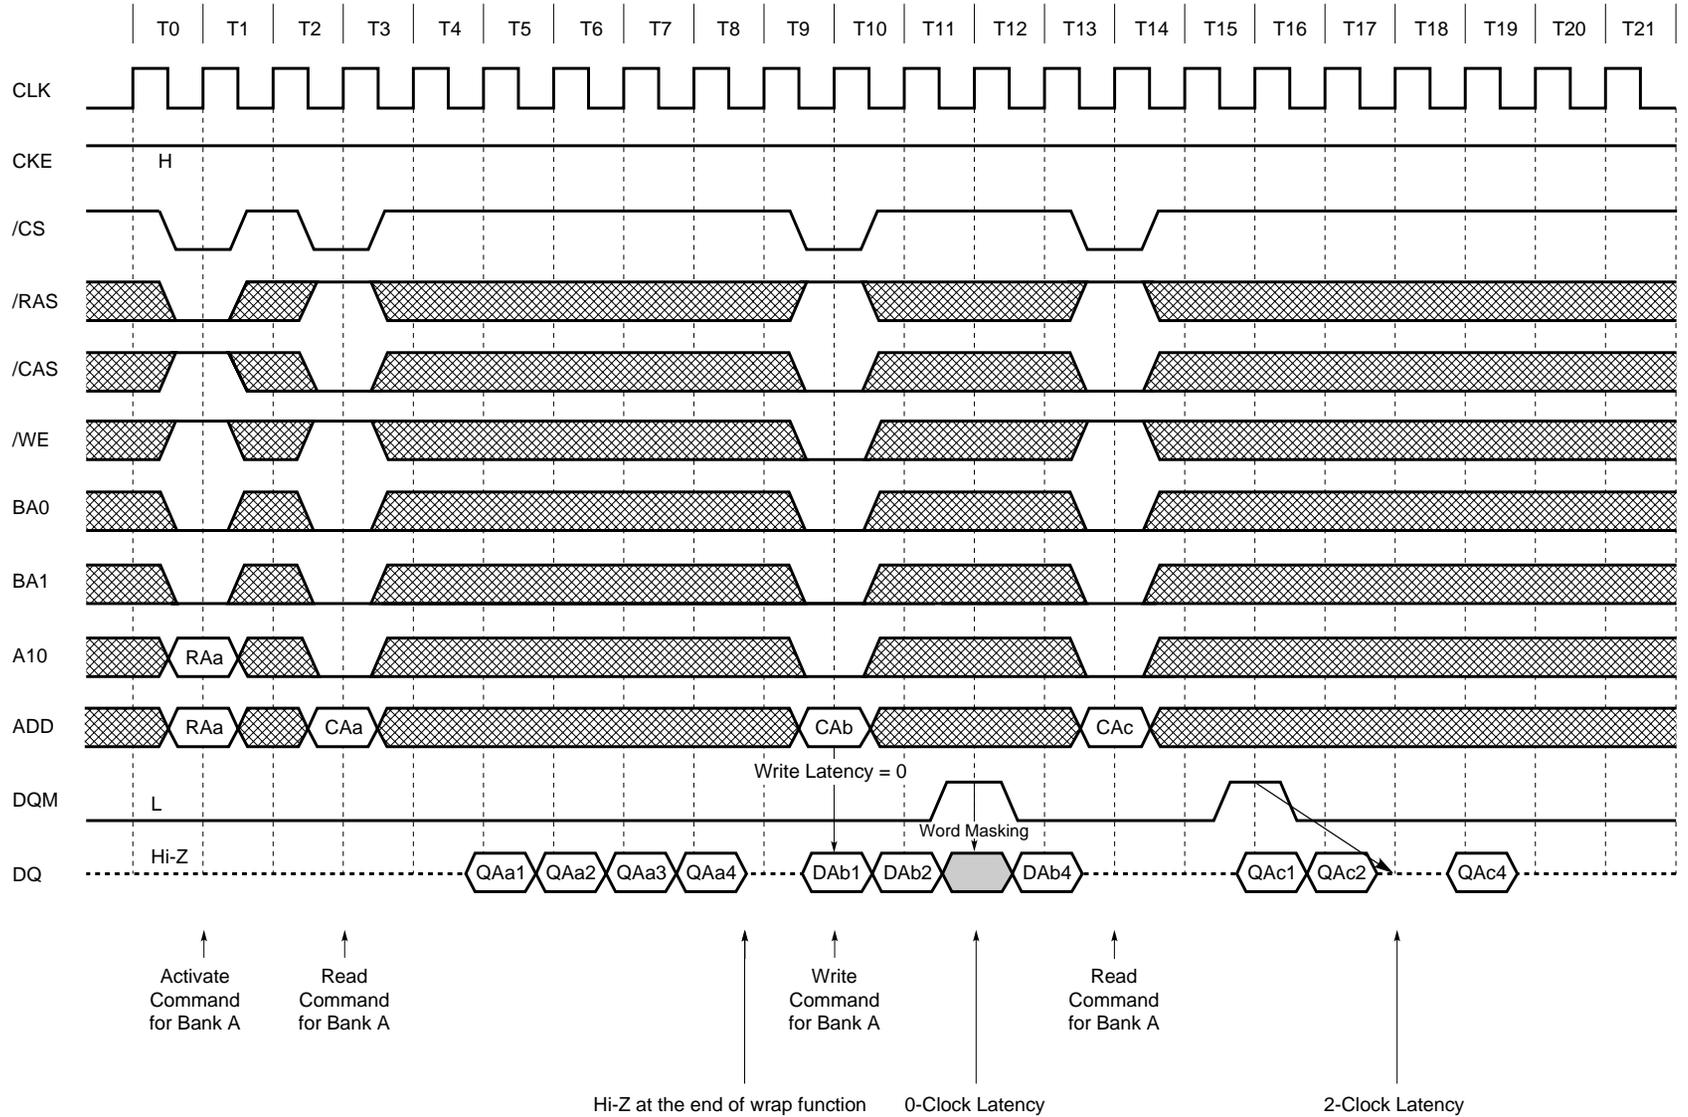 T0 T1 T2 T3 T4 T5 T6 T7 T8 T9 T10 T11 T12 T13 T14 T15 T16 T17 T18 T19 T20 T21
CLK
CKE H
/CS
/RAS
/CAS
/WE
BA0
BA1
A10 RAa
ADD RAa CAa CAb CAc
Write Latency = 0
DQM L
Word Masking
Hi-Z
DQ QAa1 QAa2 QAa3 QAa4 DAb1 DAb2 DAb4 QAc1 QAc2 QAc4
Activate
Command
for Bank A
Read
Command
for Bank A
Write
Command
for Bank A
Read
Command
for Bank A
Hi-Z at the end of wrap function
0-Clock Latency
2-Clock Latency